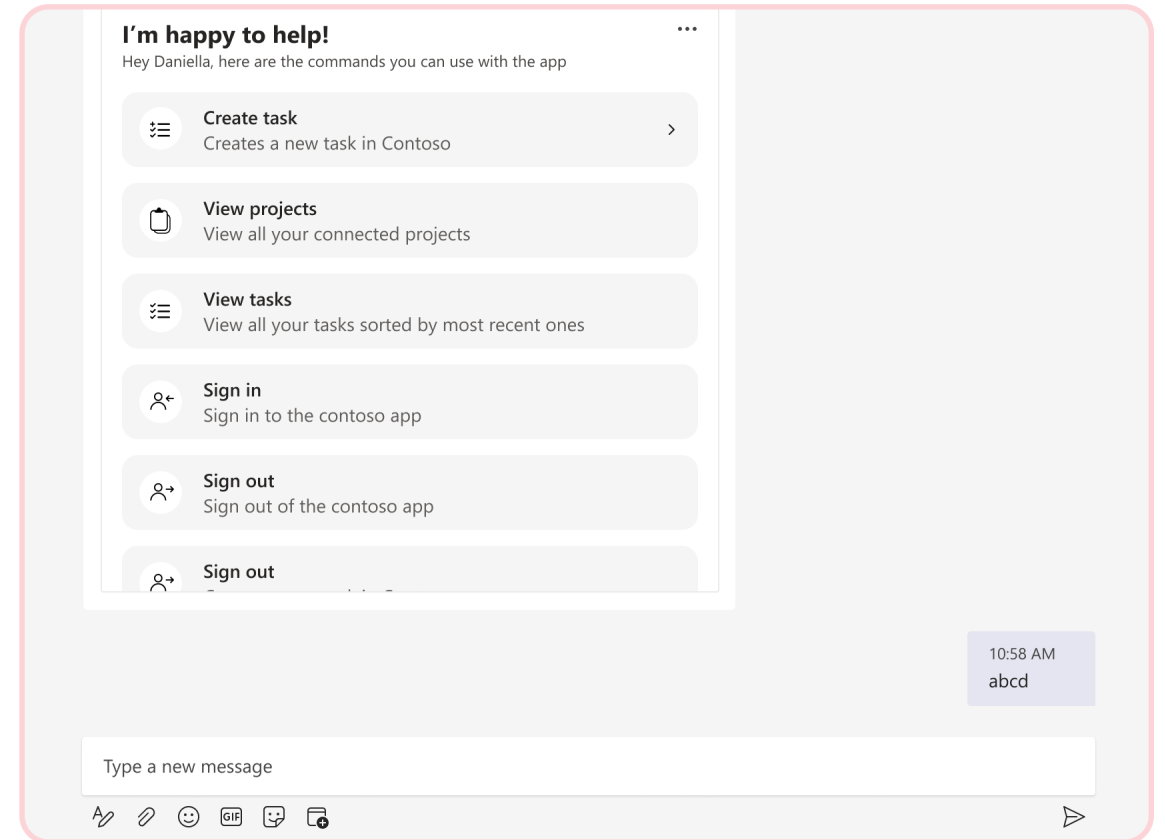 I’m happy to help!
Hey Daniella, here are the commands you can use with the app
Create task
Creates a new task in Contoso
View projects
View all your connected projects
View tasks
View all your tasks sorted by most recent ones
Sign in
Sign in to the contoso app
Sign out
Sign out of the contoso app
Sign out
10:58 AM
abcd
Type a new message
GIF